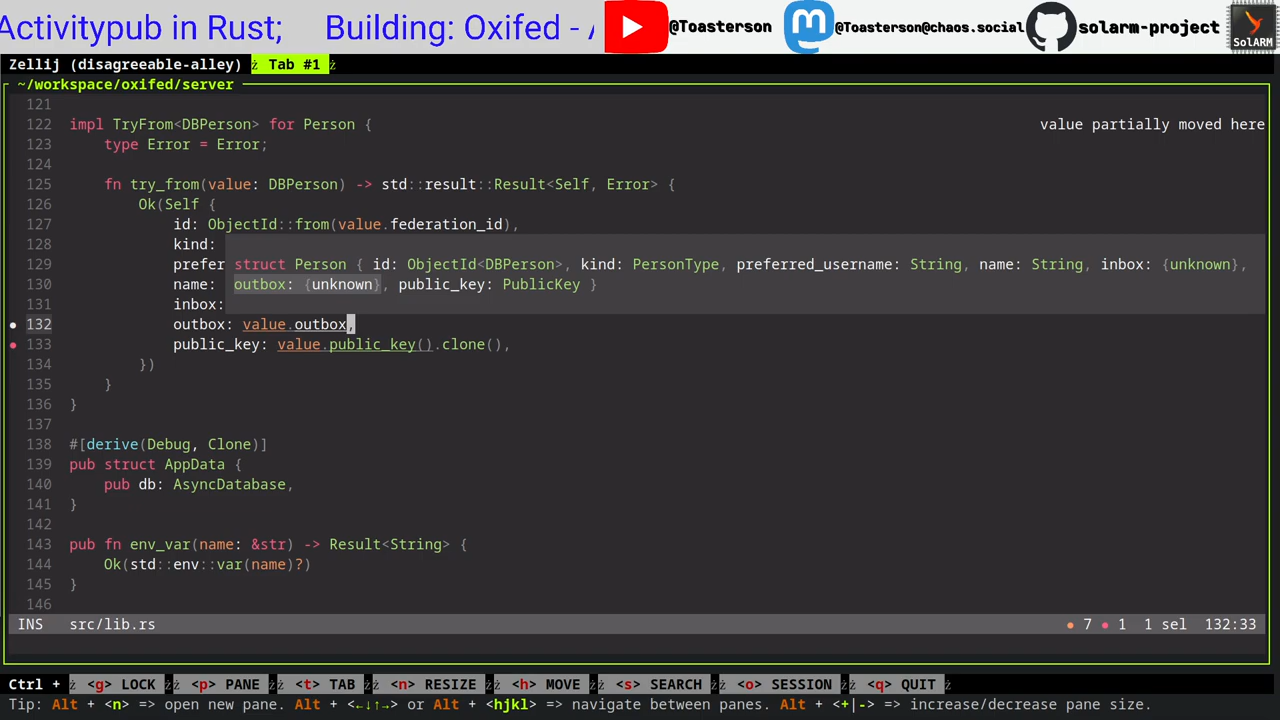 Activitypub in Rust; Building: Oxifed - A
@Toasterson @Toasterson@chaos.social solarm-project SolARM
Zellij (disagreeable-alley) Tab #1
~/workspace/oxifed/server
121
122 impl TryFrom<DBPerson> for Person { value partially moved here
123 type Error = Error;
124
125 fn try_from(value: DBPerson) -> std::result::Result<Self, Error> {
126 Ok(Self {
127 id: ObjectId::from(value.federation_id),
128 kind:
129 prefer struct Person { id: ObjectId<DBPerson>, kind: PersonType, preferred_username: String, name: String, inbox: {unknown},
130 name: outbox: {unknown}, public_key: PublicKey }
131 inbox:
132 outbox: value.outbox,
133 public_key: value.public_key().clone(),
134 })
135 }
136 }
137
138 #[derive(Debug, Clone)]
139 pub struct AppData {
140 pub db: AsyncDatabase,
141 }
142
143 pub fn env_var(name: &str) -> Result<String> {
144 Ok(std::env::var(name)?)
145 }
146
INS src/lib.rs ● 7 ● 1 1 sel 132:33
Ctrl + <g> LOCK <p> PANE <t> TAB <n> RESIZE <h> MOVE <s> SEARCH <o> SESSION <q> QUIT
Tip: Alt + <n> => open new pane. Alt + <←↓↑→> or Alt + <hjkl> => navigate between panes. Alt + <+|-> => increase/decrease pane size.